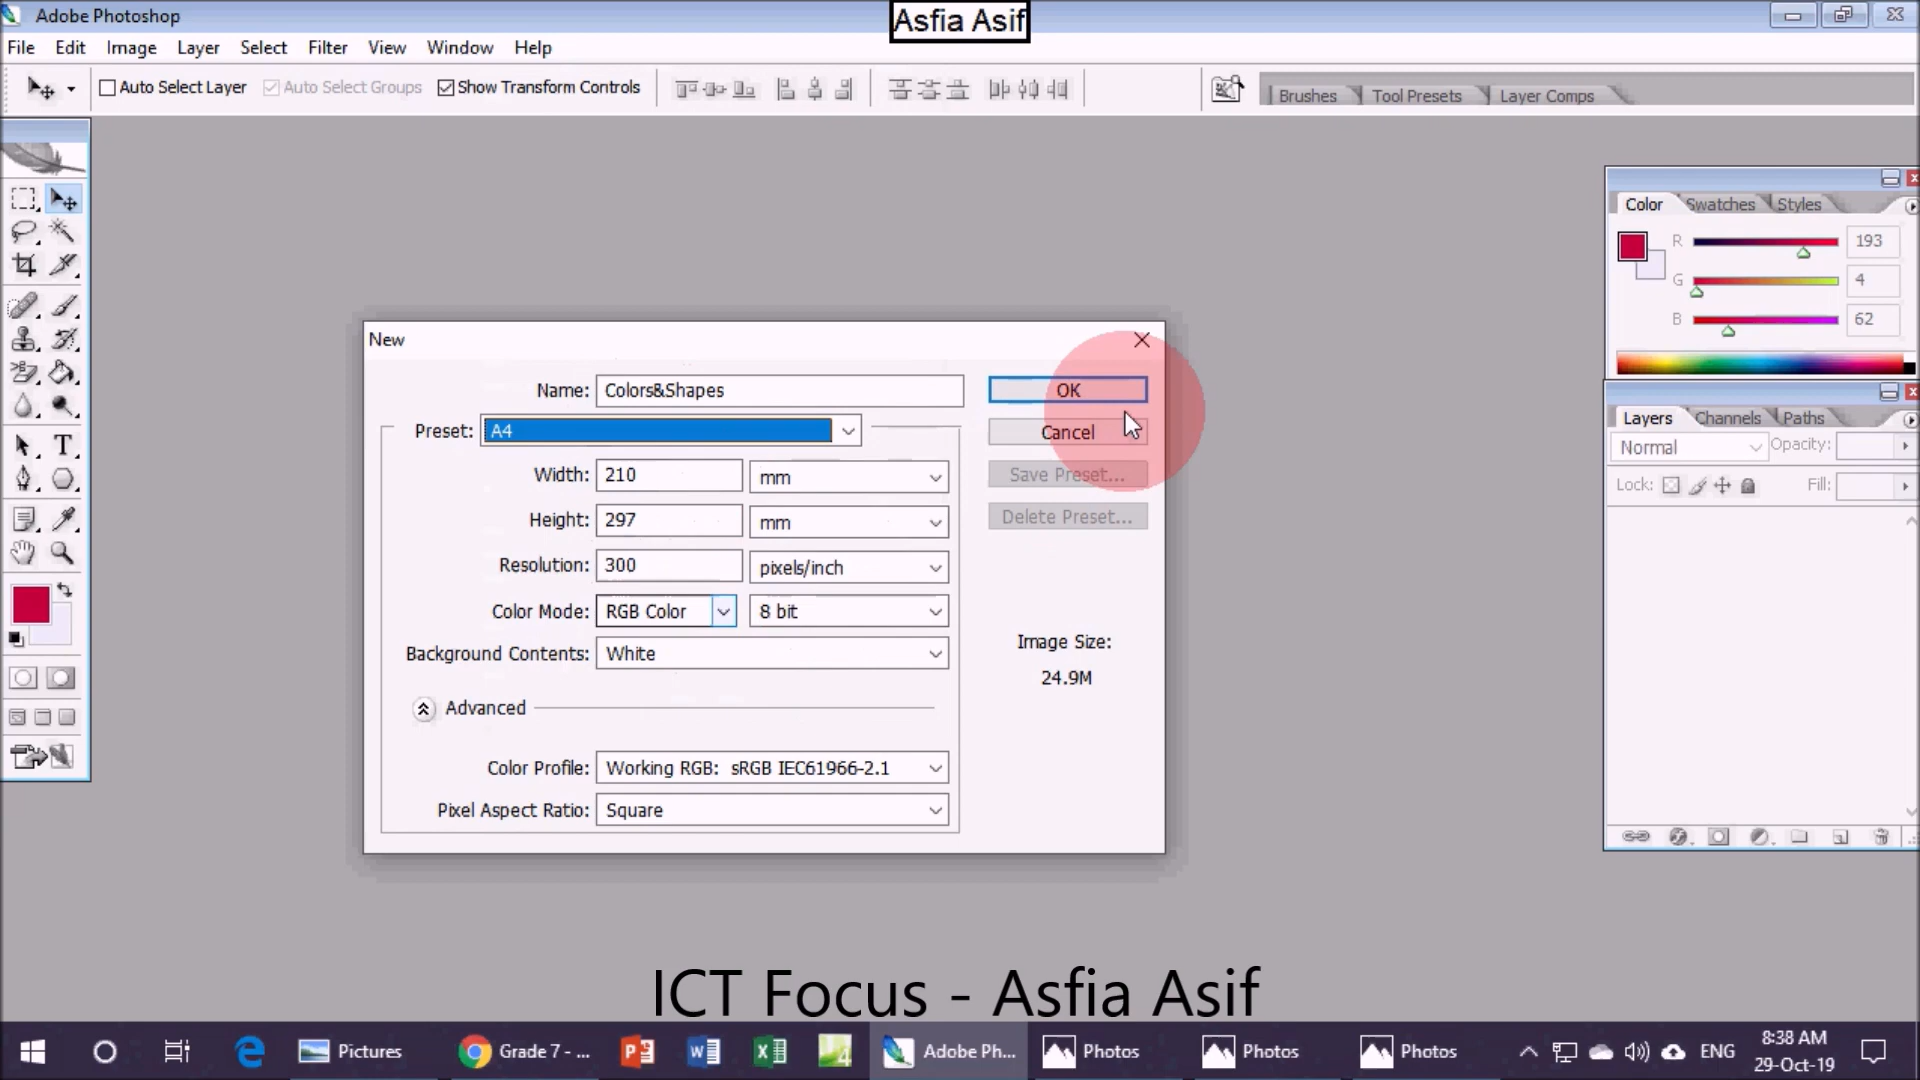 Adobe Photoshop
Asfia Asif
File Edit Image Layer Select Filter View Window Help
Auto Select Layer Auto Select Groups Show Transform Controls
Brushes Tool Presets Layer Comps
Color Swatches Styles
R 193
G 4
B 62
New
Name: Colors&Shapes
OK
Preset: A4
Cancel
Width: 210 mm
Save Preset...
Height: 297 mm
Delete Preset...
Resolution: 300 pixels/inch
Color Mode: RGB Color 8 bit
Background Contents: White
Image Size:
24.9M
Advanced
Color Profile: Working RGB: sRGB IEC61966-2.1
Pixel Aspect Ratio: Square
Layers Channels Paths
Normal Opacity:
Lock: Fill:
T
ICT Focus - Asfia Asif
Pictures Grade 7 - ... Adobe Ph... Photos Photos Photos ENG
8:38 AM
29-Oct-19